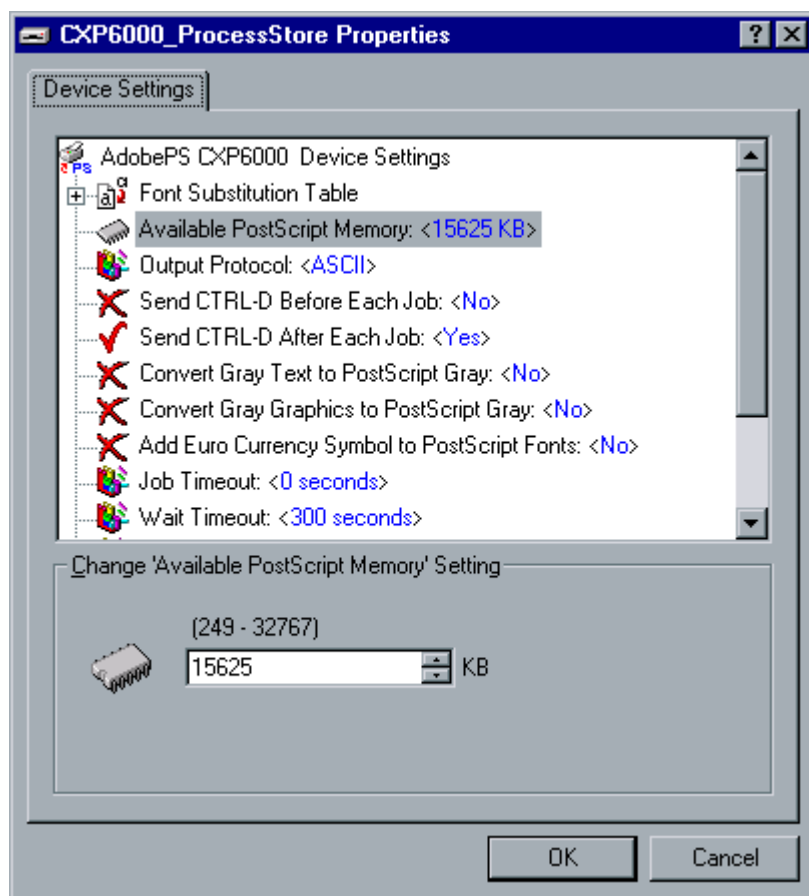 CXP6000_ProcessStore Properties
Device Settings
AdobePS CXP6000 Device Settings
Font Substitution Table
Available PostScript Memory: <15625 KB>
Output Protocol: <ASCII>
Send CTRL-D Before Each Job: <No>
Send CTRL-D After Each Job: <Yes>
Convert Gray Text to PostScript Gray: <No>
Convert Gray Graphics to PostScript Gray: <No>
Add Euro Currency Symbol to PostScript Fonts: <No>
Job Timeout: <0 seconds>
Wait Timeout: <300 seconds>
Change 'Available PostScript Memory' Setting
(249 - 32767)
15625 KB
OK Cancel